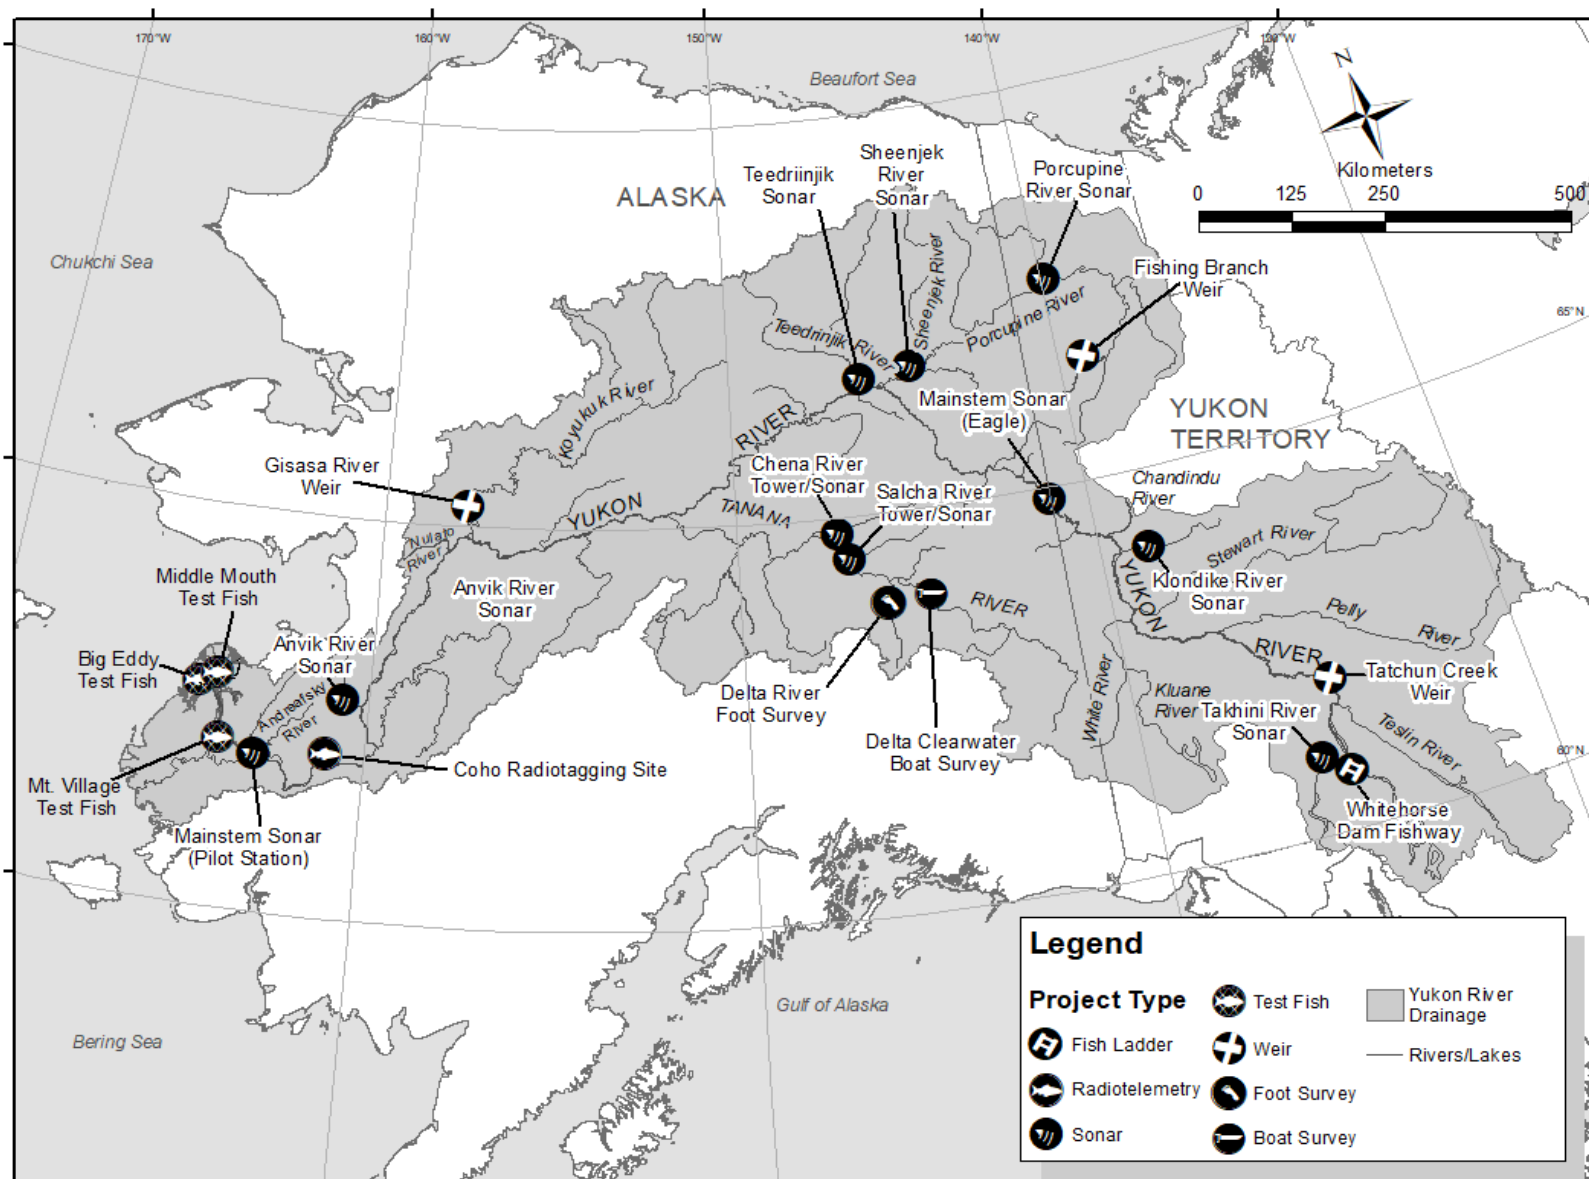 170°W
160°W
150°W
140°W
130°W
Beaufort Sea
N
Kilometers
0 125 250 500
ALASKA
Teedriinjik
Sonar
Sheenjek
River
Sonar
Porcupine
River Sonar
Chukchi Sea
Fishing Branch
Weir
Sheenjek River
Porcupine River
Teedrinjik River
65°N
Koyukuk River
Mainstem Sonar
(Eagle)
YUKON
TERRITORY
RIVER
YUKON
Gisasa River
Weir
Chena River
Tower/Sonar
Salcha River
Tower/Sonar
TANANA
Chandindu
River
Nulato
River
Stewart River
Klondike River
Sonar
YUKON
Middle Mouth
Test Fish
Anvik River
Sonar
RIVER
Pelly
River
Big Eddy
Test Fish
Anvik River
Sonar
RIVER
Tatchun Creek
Weir
Andreafsky
River
Delta River
Foot Survey
White River
Kluane
River
Takhini River
Sonar
Teslin River
Delta Clearwater
Boat Survey
60°N
Coho Radiotagging Site
Mt. Village
Test Fish
Mainstem Sonar
(Pilot Station)
Whitehorse
Dam Fishway
Gulf of Alaska
Bering Sea
Legend
Project Type
Fish Ladder
Radiotelemetry
Sonar
Test Fish
Weir
Foot Survey
Boat Survey
Yukon River
Drainage
Rivers/Lakes